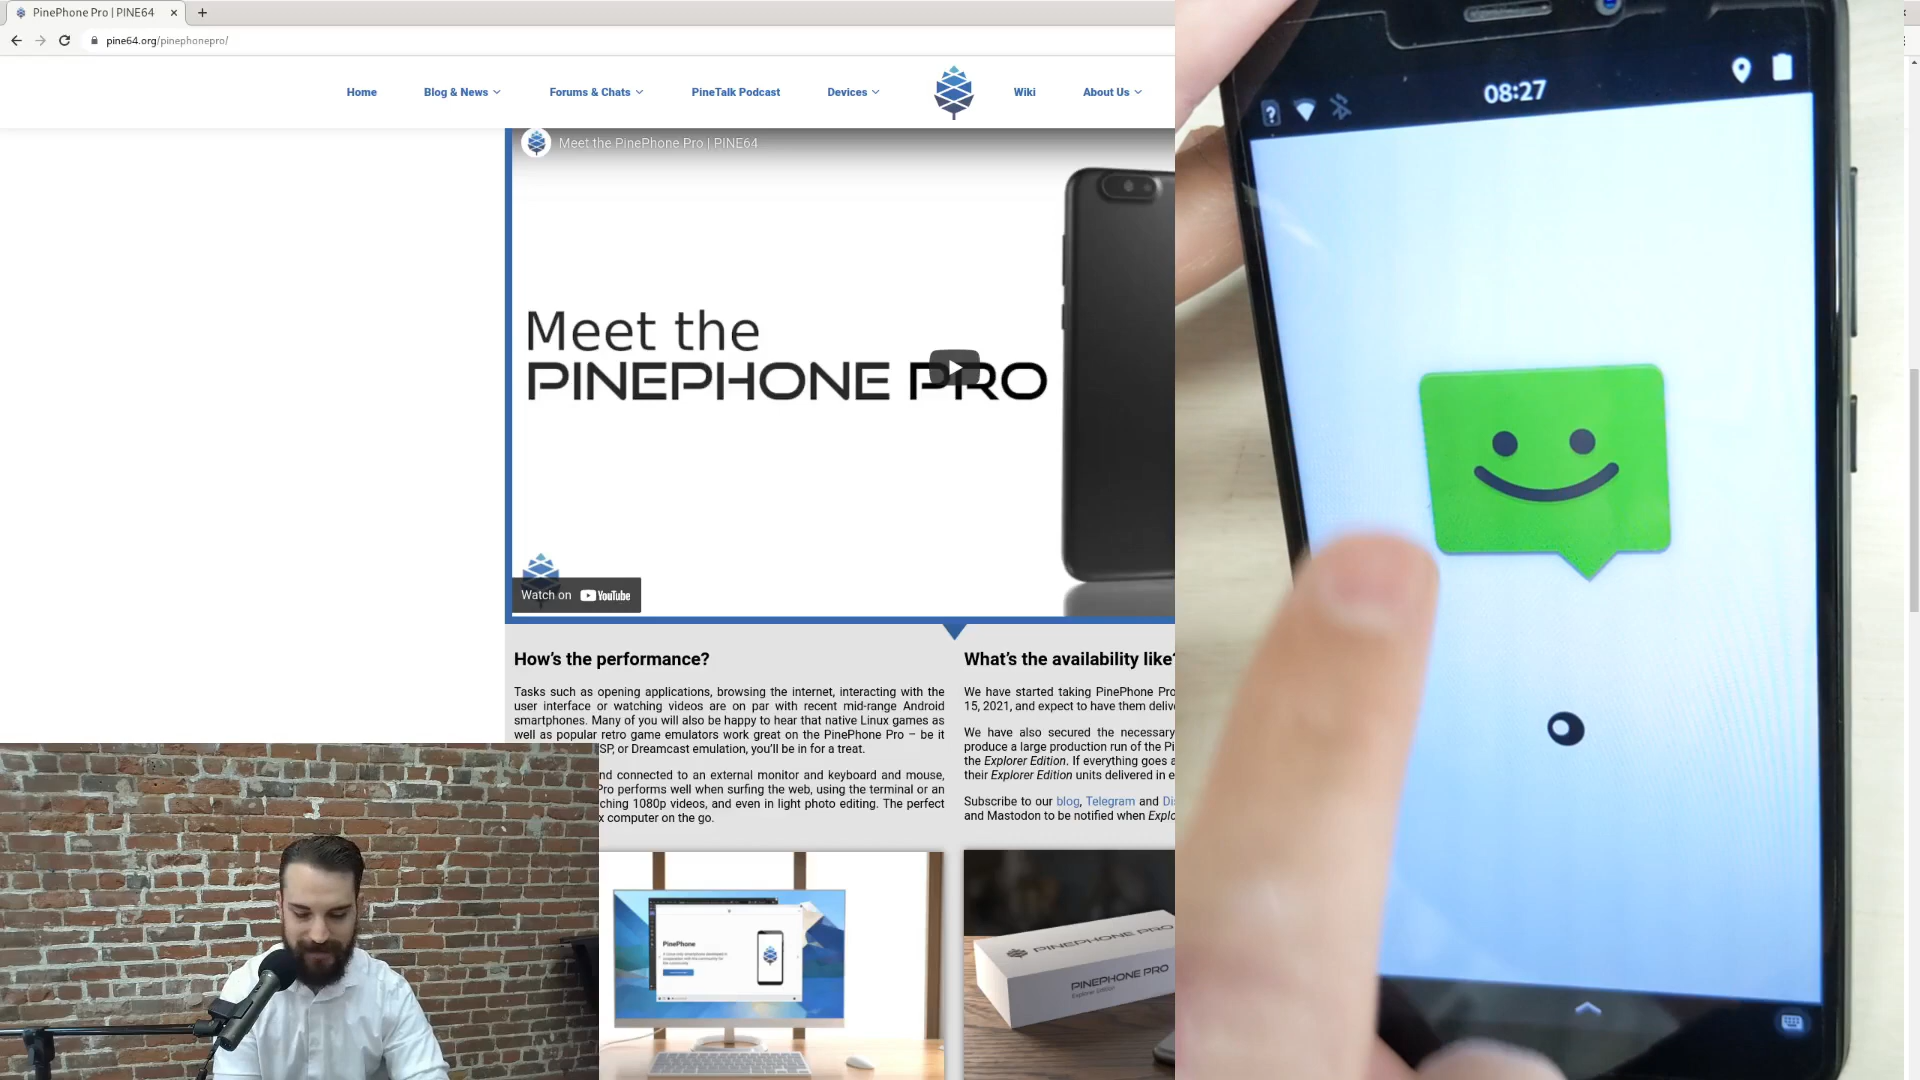 PinePhone Pro | PINE64
pine64.org/pinephonepro/
Home
Blog & News
Forums & Chats
PineTalk Podcast
Devices
Wiki
About Us
Meet the PinePhone Pro | PINE64
Meet the
PINEPHONE PRO
Watch on YouTube
How's the performance?
Tasks such as opening applications, browsing the internet, interacting with the
user interface or watching videos are on par with recent mid-range Android
smartphones. Many of you will also be happy to hear that native Linux games as
well as popular retro game emulators work great on the PinePhone Pro – be it
SP, or Dreamcast emulation, you'll be in for a treat.
nd connected to an external monitor and keyboard and mouse,
Pro performs well when surfing the web, using the terminal or an
ching 1080p videos, and even in light photo editing. The perfect
x computer on the go.
What's the availability like?
We have started taking PinePhone Pro
15, 2021, and expect to have them deliv
We have also secured the necessary
produce a large production run of the Pi
the Explorer Edition. If everything goes a
their Explorer Edition units delivered in e
Subscribe to our blog, Telegram and Di
and Mastodon to be notified when Explo
PinePhone
PINEPHONE PRO
PINEPHONE PRO
Explorer Edition
08:27